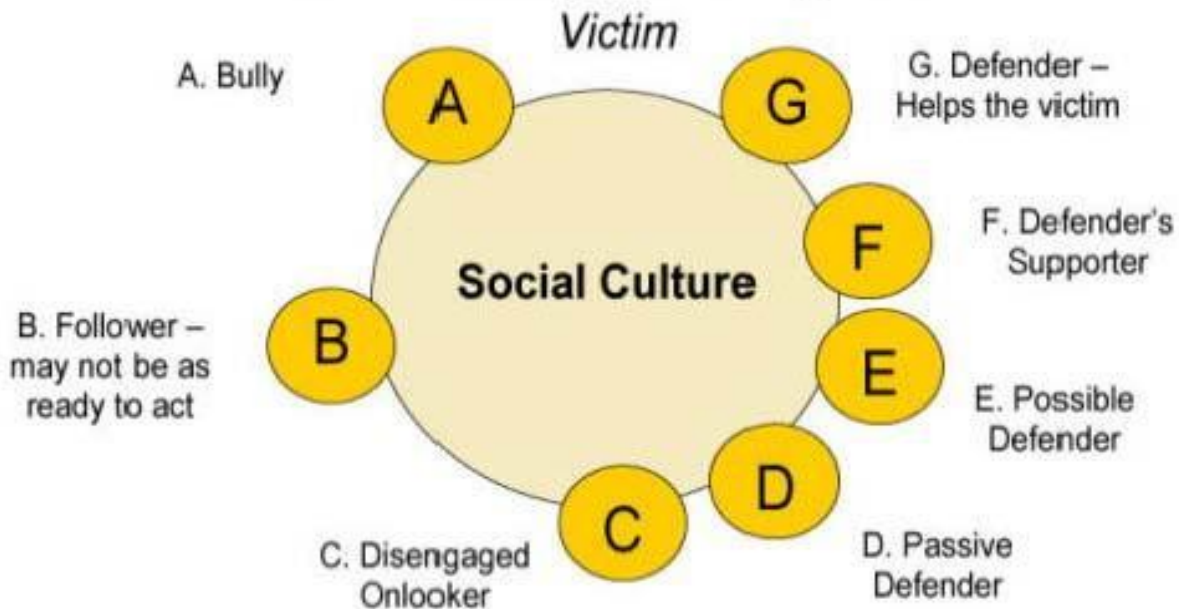 Victim
A. Bully
A
G
G. Defender –
Helps the victim
F
F. Defender's
Supporter
Social Culture
B. Follower –
may not be as
ready to act
B
E
E. Possible
Defender
D
D. Passive
Defender
C
C. Disengaged
Onlooker